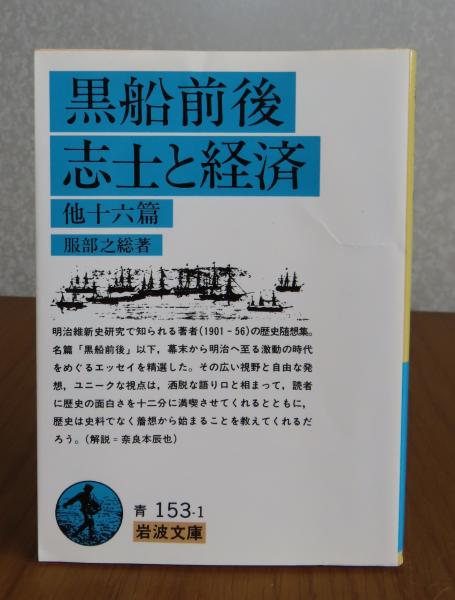 黒船前後
志士と経済
他十六篇
服部之総著
明治維新史研究で知られる著者(1901-56)の歴史随想集。
名篇「黒船前後」以下，幕末から明治へ至る激動の時代
をめぐるエッセイを精選した。その広い視野と自由な発
想，ユニークな視点は，洒脱な語り口と相まって，読者
に歴史の面白さを十二分に満喫させてくれるとともに，
歴史は史料でなく着想から始まることを教えてくれるだ
ろう。(解説=奈良本辰也)
青 153-1
岩波文庫